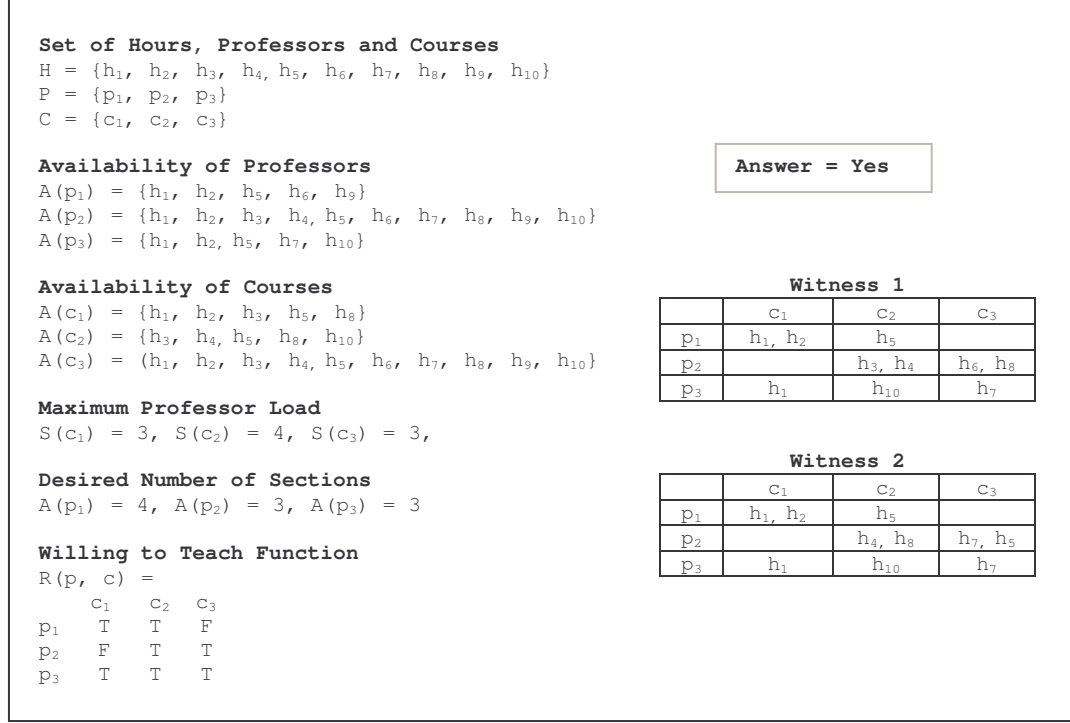 Set of Hours, Professors and Courses
H = {h₁, h₂, h₃, h₄, h₅, h₆, h₇, h₈, h₉, h₁₀}
P = {p₁, p₂, p₃}
C = {c₁, c₂, c₃}
Availability of Professors
A(p₁) = {h₁, h₂, h₅, h₆, h₉}
A(p₂) = {h₁, h₂, h₃, h₄, h₅, h₆, h₇, h₈, h₉, h₁₀}
A(p₃) = {h₁, h₂, h₅, h₇, h₁₀}
Availability of Courses
A(c₁) = {h₁, h₂, h₃, h₅, h₈}
A(c₂) = {h₃, h₄, h₅, h₈, h₁₀}
A(c₃) = (h₁, h₂, h₃, h₄, h₅, h₆, h₇, h₈, h₉, h₁₀}
Maximum Professor Load
S(c₁) = 3, S(c₂) = 4, S(c₃) = 3,
Desired Number of Sections
A(p₁) = 4, A(p₂) = 3, A(p₃) = 3
Willing to Teach Function
R(p, c) =
c₁ c₂ c₃
p₁ T T F
p₂ F T T
p₃ T T T
Answer = Yes
Witness 1
c₁ c₂ c₃
p₁ h₁, h₂ h₅
p₂ h₃, h₄ h₆, h₈
p₃ h₁ h₁₀ h₇
Witness 2
c₁ c₂ c₃
p₁ h₁, h₂ h₅
p₂ h₄, h₈ h₇, h₅
p₃ h₁ h₁₀ h₇